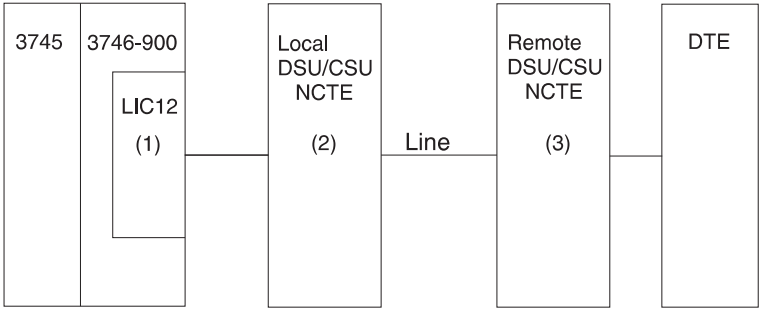 3745
3746-900
LIC12
(1)
Local
DSU/CSU
NCTE
(2)
Line
Remote
DSU/CSU
NCTE
(3)
DTE